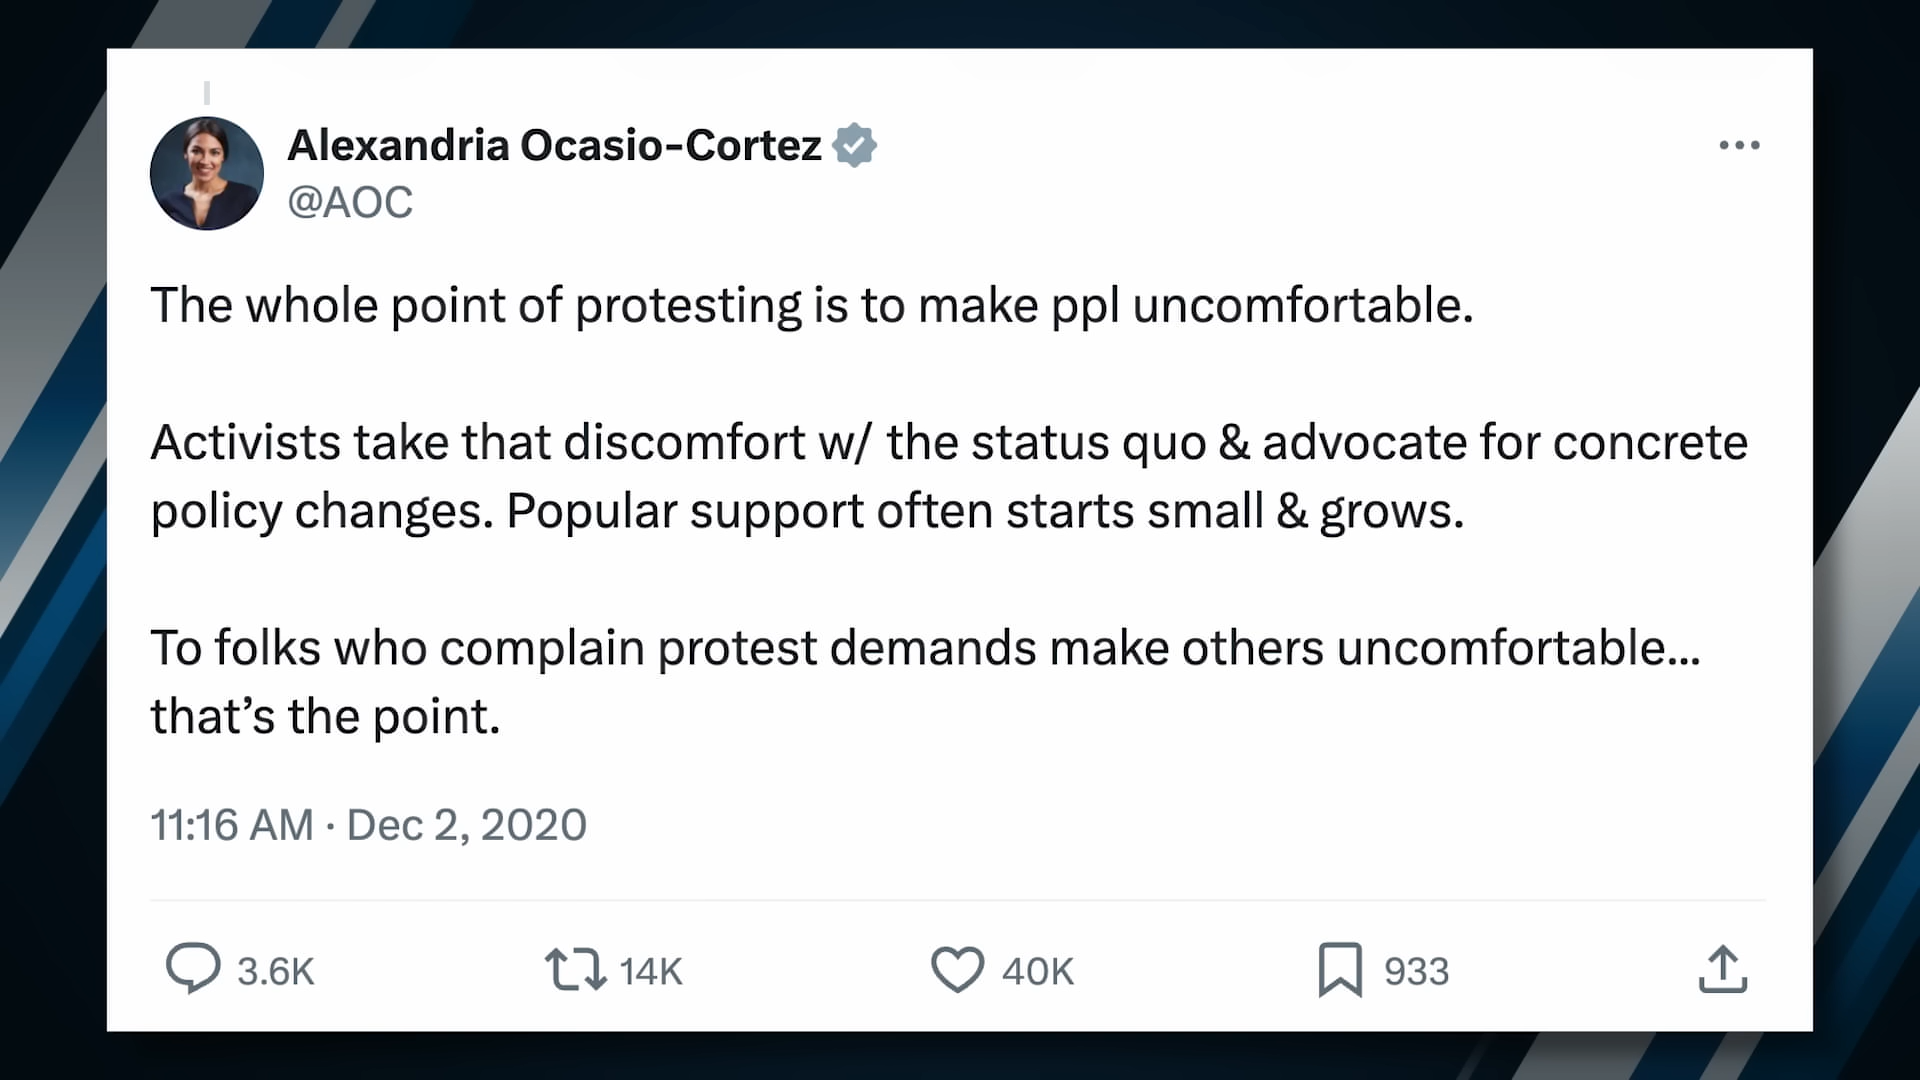 Alexandria Ocasio-Cortez
@AOC
The whole point of protesting is to make ppl uncomfortable.
Activists take that discomfort w/ the status quo & advocate for concrete
policy changes. Popular support often starts small & grows.
To folks who complain protest demands make others uncomfortable...
that’s the point.
11:16 AM · Dec 2, 2020
3.6K 14K 40K 933